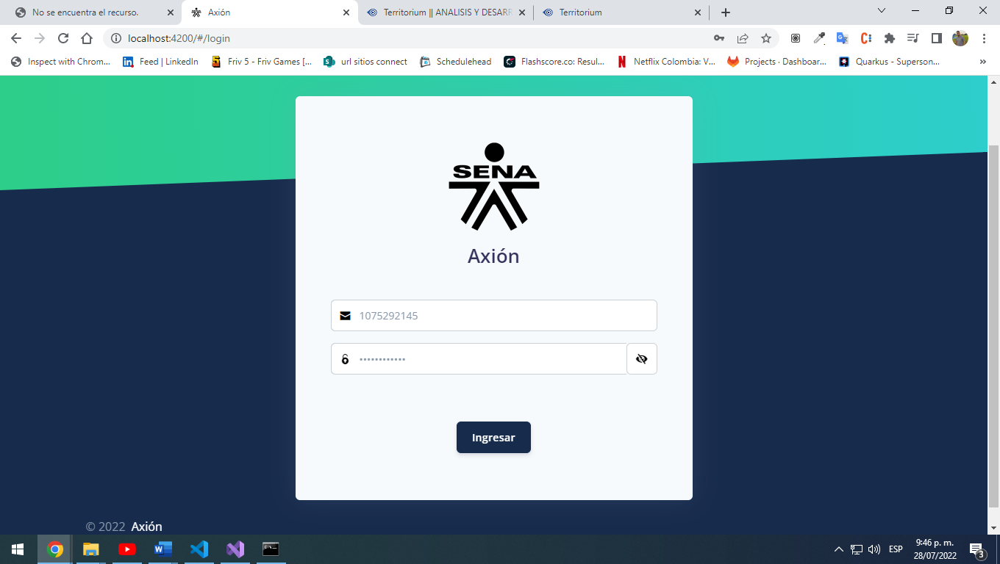 No se encuentra el recurso.
Axión
Territorium || ANALISIS Y DESARR
Territorium
localhost:4200/#/login
Inspect with Chrom...
Feed | LinkedIn
Friv 5 - Friv Games [...
url sitios connect
Schedulehead
Flashscore.co: Resul...
Netflix Colombia: V...
Projects · Dashboar...
Quarkus - Superson...
»
SENA
Axión
1075292145
••••••••••••
Ingresar
© 2022 Axión
ESP
9:46 p. m.
28/07/2022
3